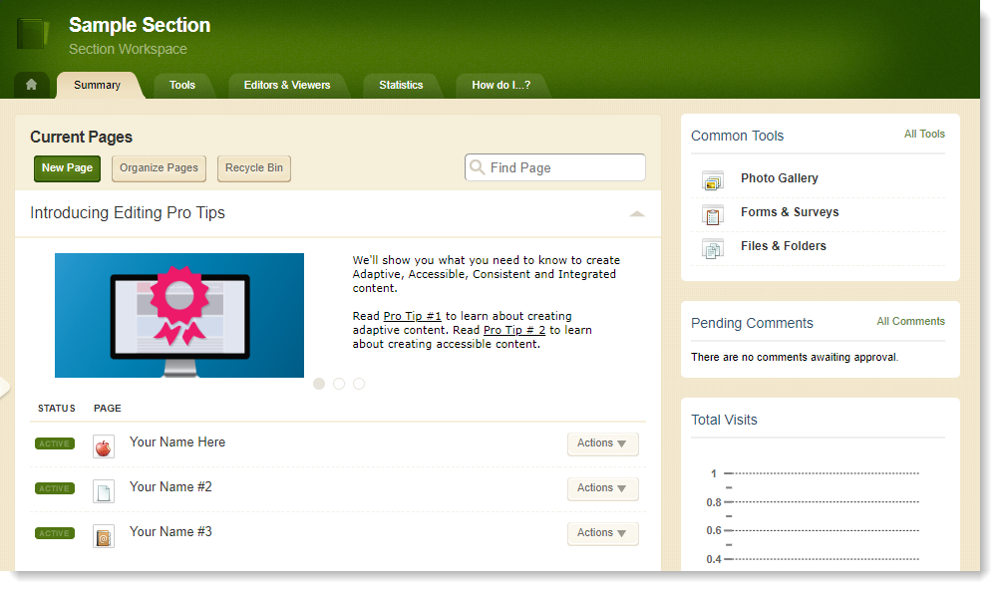 Sample Section
Section Workspace
Summary
Tools
Editors & Viewers
Statistics
How do I...?
Current Pages
New Page
Organize Pages
Recycle Bin
Find Page
Introducing Editing Pro Tips
We'll show you what you need to know to create
Adaptive, Accessible, Consistent and Integrated
content.
Read Pro Tip #1 to learn about creating
adaptive content. Read Pro Tip # 2 to learn
about creating accessible content.
STATUS PAGE
ACTIVE Your Name Here Actions
ACTIVE Your Name #2 Actions
ACTIVE Your Name #3 Actions
Common Tools All Tools
Photo Gallery
Forms & Surveys
Files & Folders
Pending Comments All Comments
There are no comments awaiting approval.
Total Visits
1
0.8
0.6
0.4